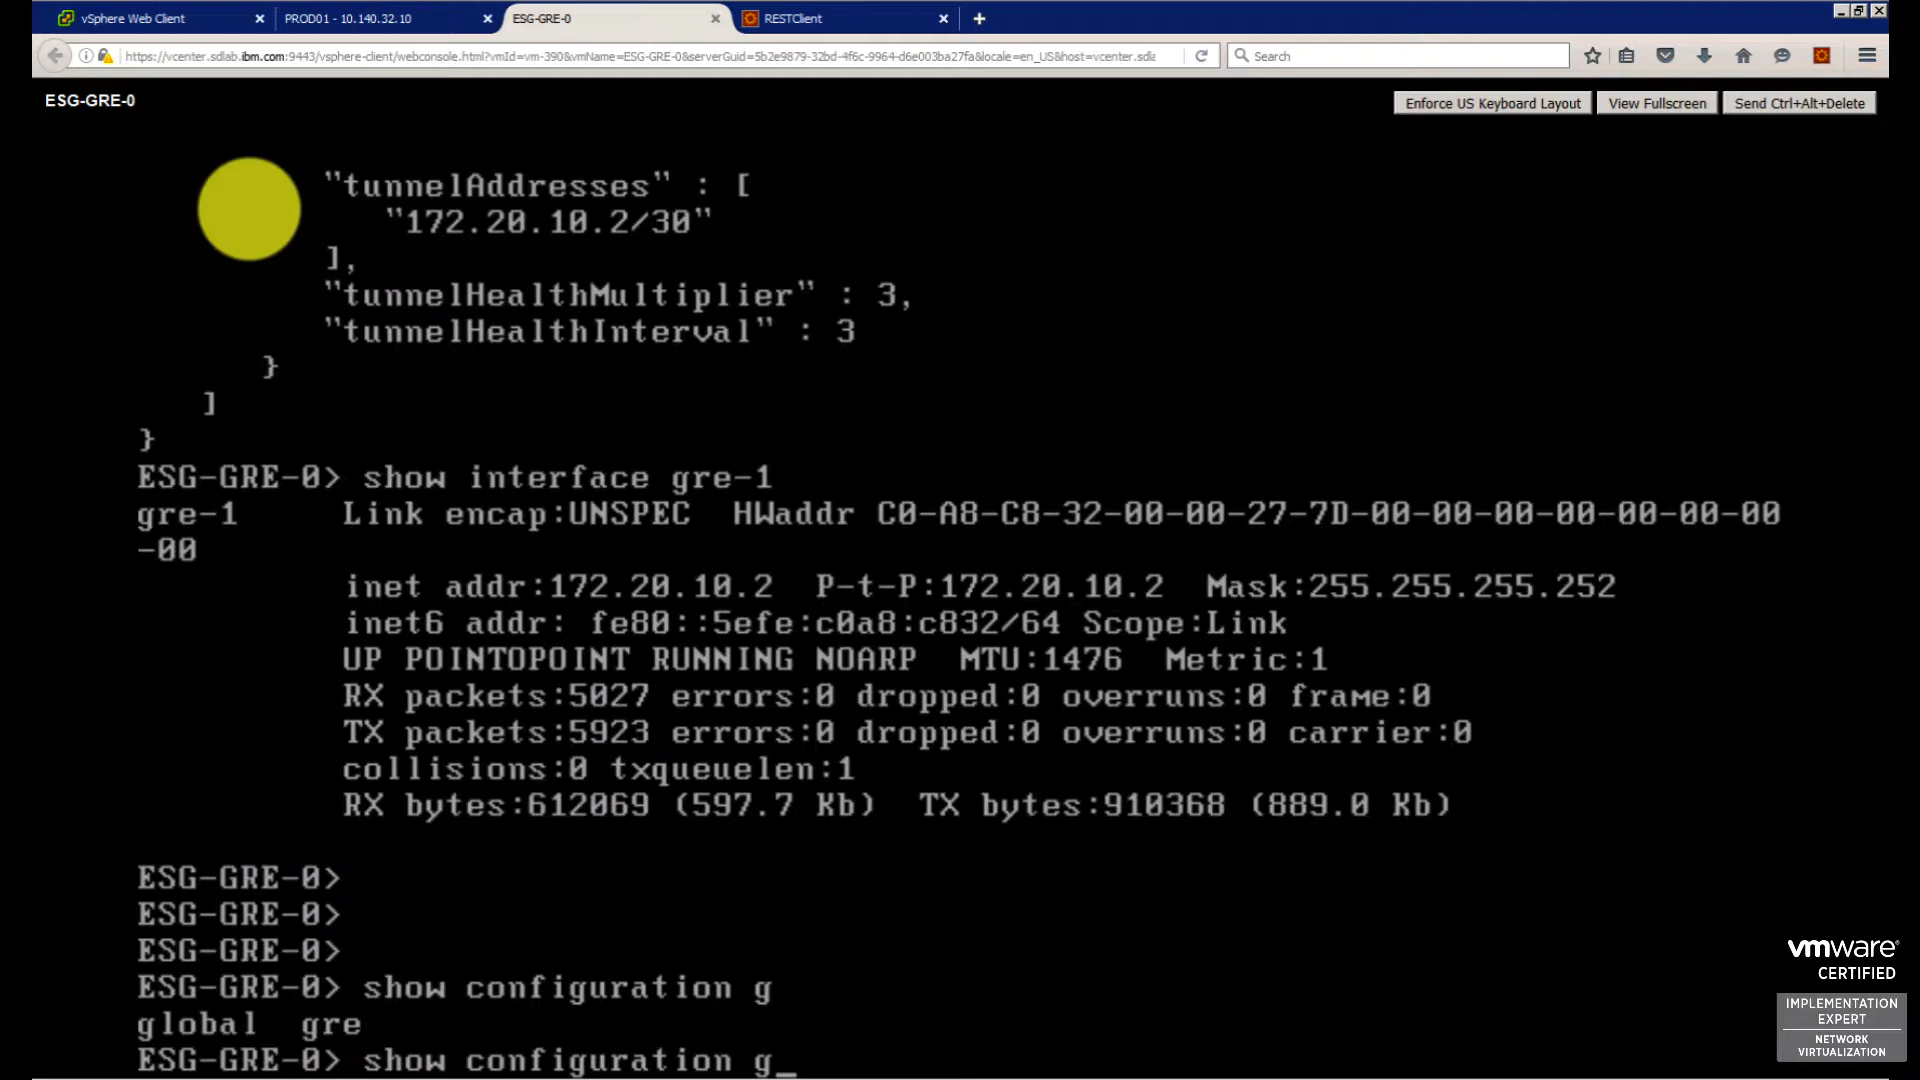 vSphere Web Client
PROD01 - 10.140.32.10
ESG-GRE-0
RESTClient
https://vcenter.sdlab.ibm.com:9443/vsphere-client/webconsole.html?vmId=vm-390&vmName=ESG-GRE-0&serverGuid=5b2e9879-32bd-4f6c-9964-d6e003ba27fa&locale=en_US&host=vcenter.sdla
Search
ESG-GRE-0
Enforce US Keyboard Layout
View Fullscreen
Send Ctrl+Alt+Delete
"tunnelAddresses" : [
"172.20.10.2/30"
],
"tunnelHealthMultiplier" : 3,
"tunnelHealthInterval" : 3
}
]
}
ESG-GRE-0> show interface gre-1
gre-1 Link encap:UNSPEC HWaddr C0-A8-C8-32-00-00-27-7D-00-00-00-00-00-00-00
-00
inet addr:172.20.10.2 P-t-P:172.20.10.2 Mask:255.255.255.252
inet6 addr: fe80::5efe:c0a8:c832/64 Scope:Link
UP POINTOPOINT RUNNING NOARP MTU:1476 Metric:1
RX packets:5027 errors:0 dropped:0 overruns:0 frame:0
TX packets:5923 errors:0 dropped:0 overruns:0 carrier:0
collisions:0 txqueuelen:1
RX bytes:612069 (597.7 Kb) TX bytes:910368 (889.0 Kb)
ESG-GRE-0>
ESG-GRE-0>
ESG-GRE-0>
ESG-GRE-0> show configuration g
global gre
ESG-GRE-0> show configuration g_
vmware
CERTIFIED
IMPLEMENTATION
EXPERT
NETWORK
VIRTUALIZATION